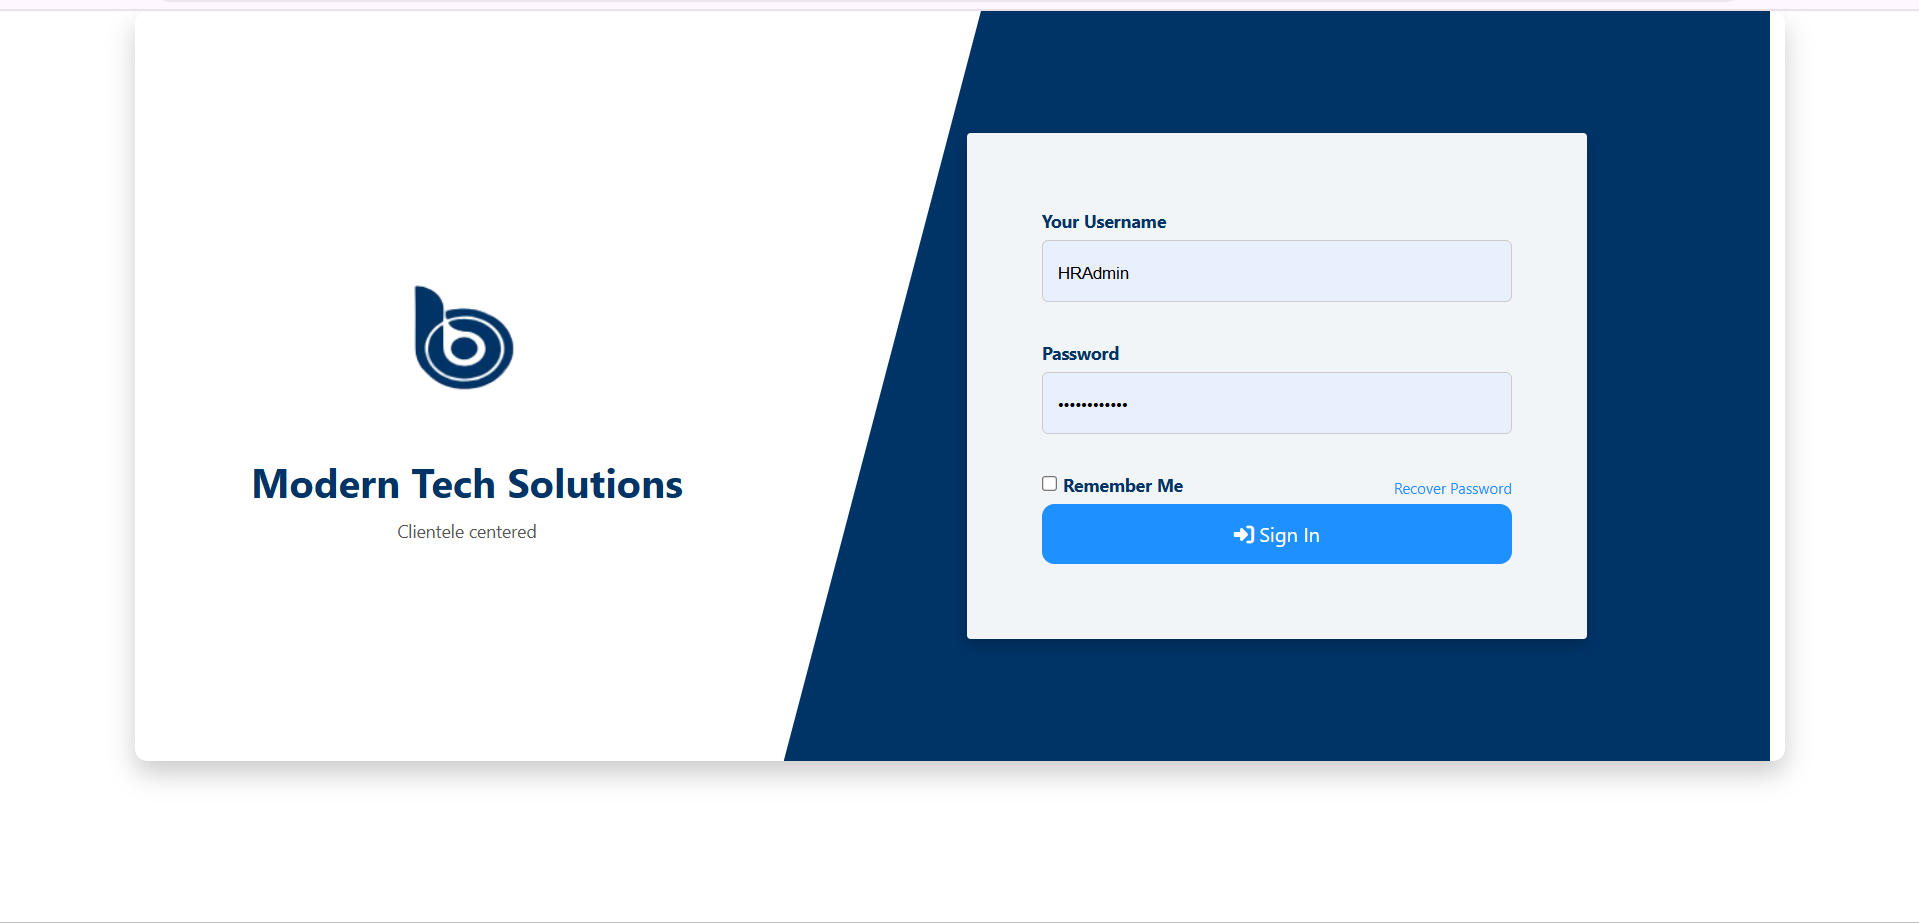 Modern Tech Solutions
Clientele centered
Your Username
HRAdmin
Password
••••••••••••
Remember Me
Recover Password
Sign In